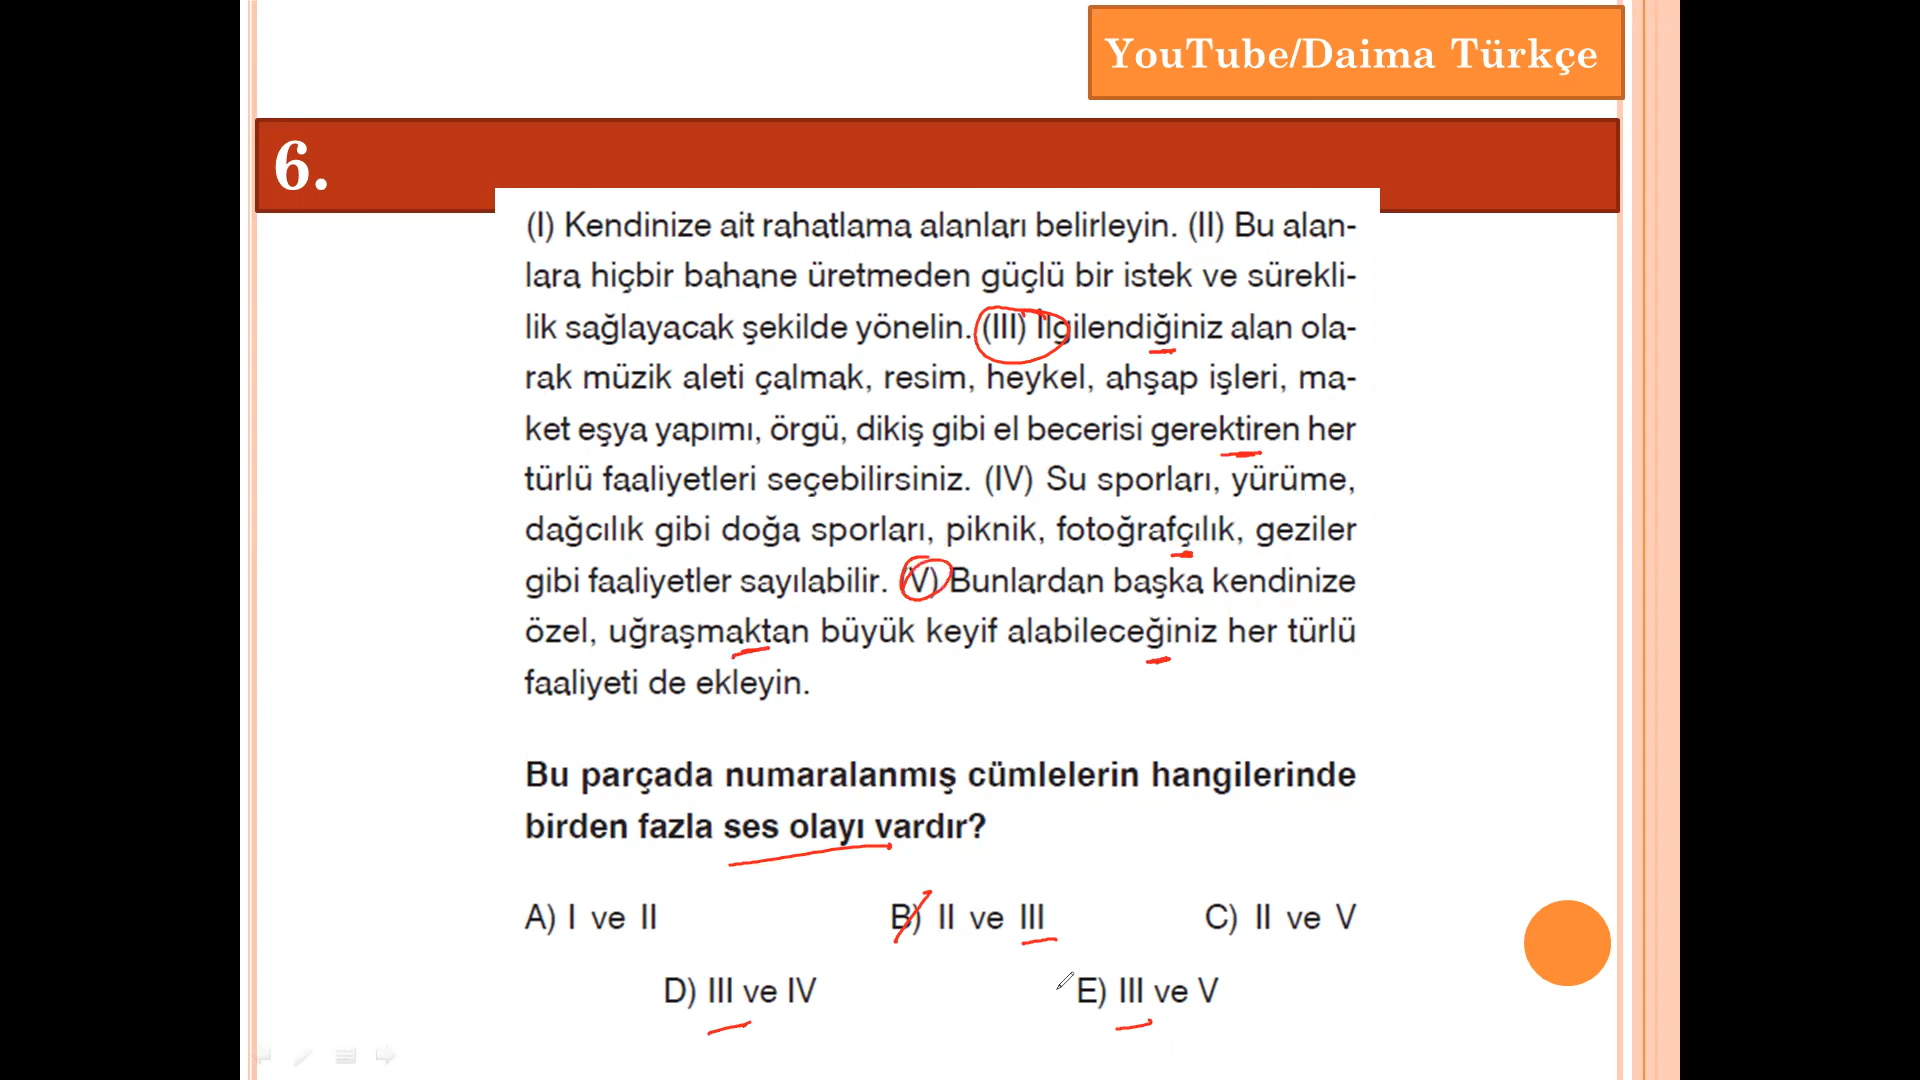 YouTube/Daima Türkçe
6.
(I) Kendinize ait rahatlama alanları belirleyin. (II) Bu alan-
lara hiçbir bahane üretmeden güçlü bir istek ve sürekli-
lik sağlayacak şekilde yönelin. (III) İlgilendiğiniz alan ola-
rak müzik aleti çalmak, resim, heykel, ahşap işleri, ma-
ket eşya yapımı, örgü, dikiş gibi el becerisi gerektiren her
türlü faaliyetleri seçebilirsiniz. (IV) Su sporları, yürüme,
dağcılık gibi doğa sporları, piknik, fotoğrafçılık, geziler
gibi faaliyetler sayılabilir. (V) Bunlardan başka kendinize
özel, uğraşmaktan büyük keyif alabileceğiniz her türlü
faaliyeti de ekleyin.
Bu parçada numaralanmış cümlelerin hangilerinde
birden fazla ses olayı vardır?
A) I ve II B) II ve III C) II ve V
D) III ve IV E) III ve V